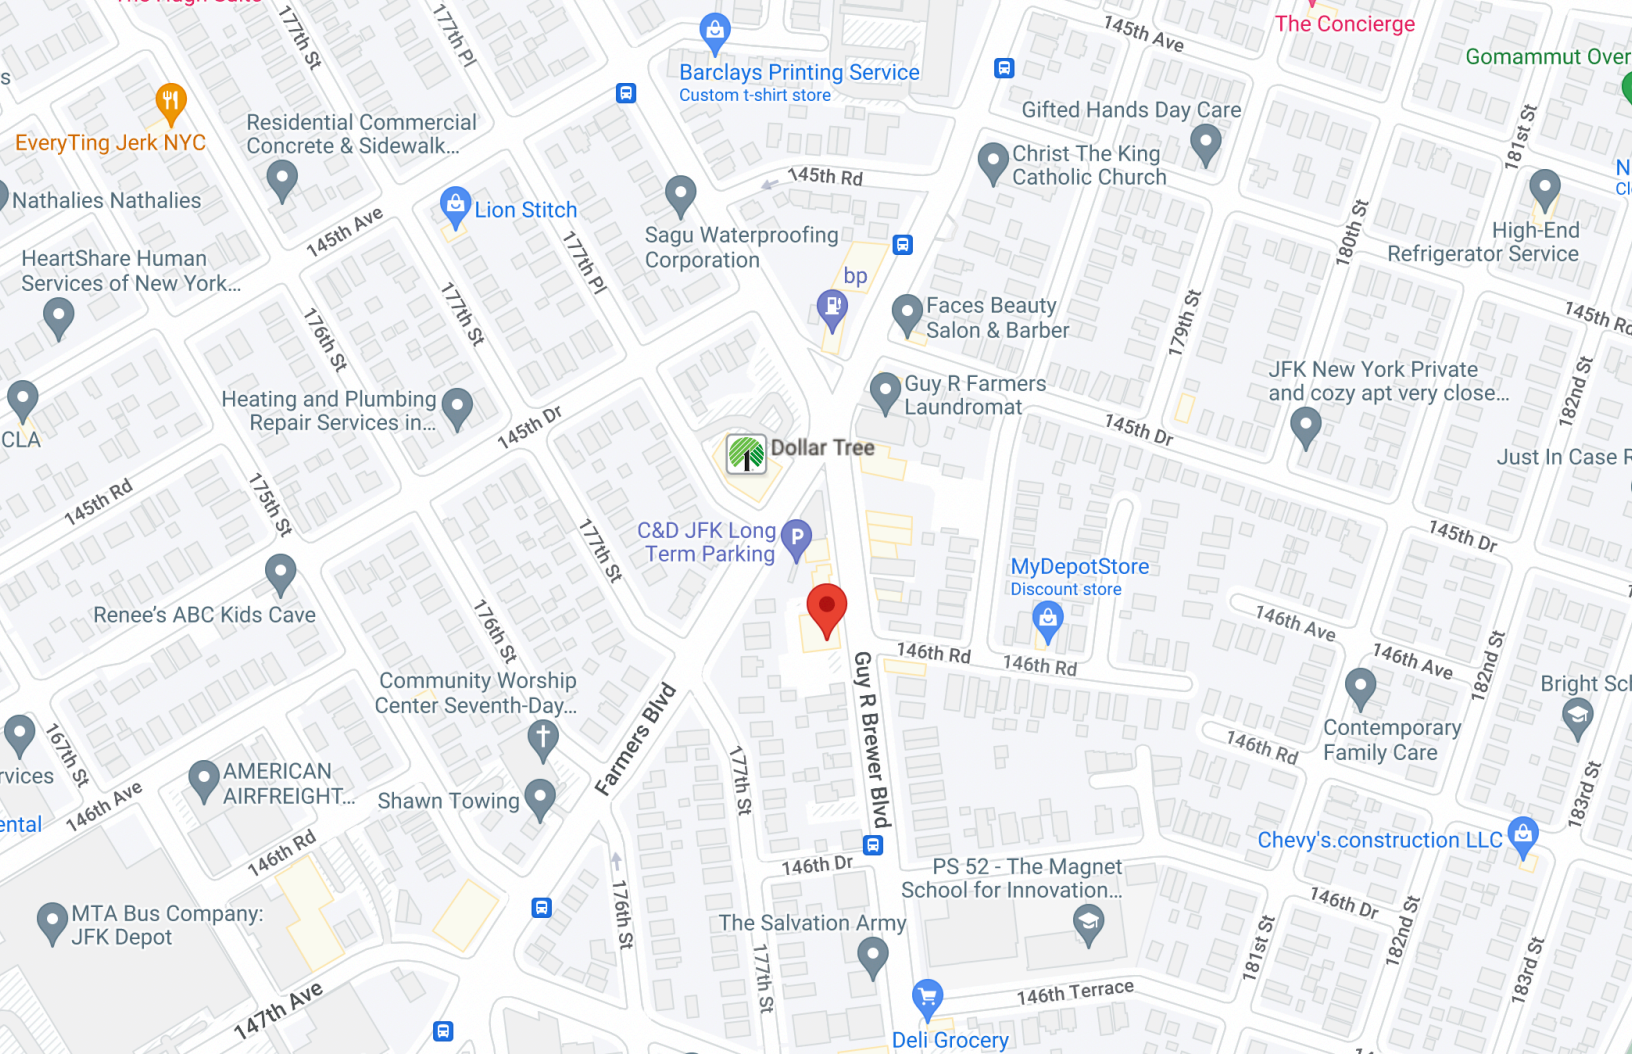 The Hugh Suite
177th St
177th Pl
Barclays Printing Service
Custom t-shirt store
145th Ave
The Concierge
Gomammut Over
s
EveryTing Jerk NYC
Residential Commercial
Concrete & Sidewalk...
Gifted Hands Day Care
181st St
Christ The King
Catholic Church
N
Cl
145th Rd
Nathalies Nathalies
145th Ave
Lion Stitch
Sagu Waterproofing
Corporation
180th St
High-End
Refrigerator Service
HeartShare Human
Services of New York...
177th Pl
bp
177th St
176th St
Faces Beauty
Salon & Barber
179th St
145th Rd
Guy R Farmers
Laundromat
JFK New York Private
and cozy apt very close...
182nd St
CLA
Heating and Plumbing
Repair Services in...
145th Dr
145th Dr
Dollar Tree
Just In Case R
145th Rd
175th St
C&D JFK Long
Term Parking
P
177th St
145th Dr
MyDepotStore
Discount store
Renee's ABC Kids Cave
176th St
146th Ave
146th Ave
146th Rd
146th Rd
182nd St
Community Worship
Center Seventh-Day...
Guy R Brewer Blvd
Farmers Blvd
Bright Sch
Contemporary
Family Care
146th Rd
167th St
rvices
AMERICAN
AIRFREIGHT...
Shawn Towing
146th Ave
177th St
183rd St
ental
146th Rd
Chevy's.construction LLC
146th Dr
PS 52 - The Magnet
School for Innovation...
MTA Bus Company:
JFK Depot
176th St
The Salvation Army
146th Dr
182nd St
181st St
183rd St
177th St
146th Terrace
147th Ave
Deli Grocery